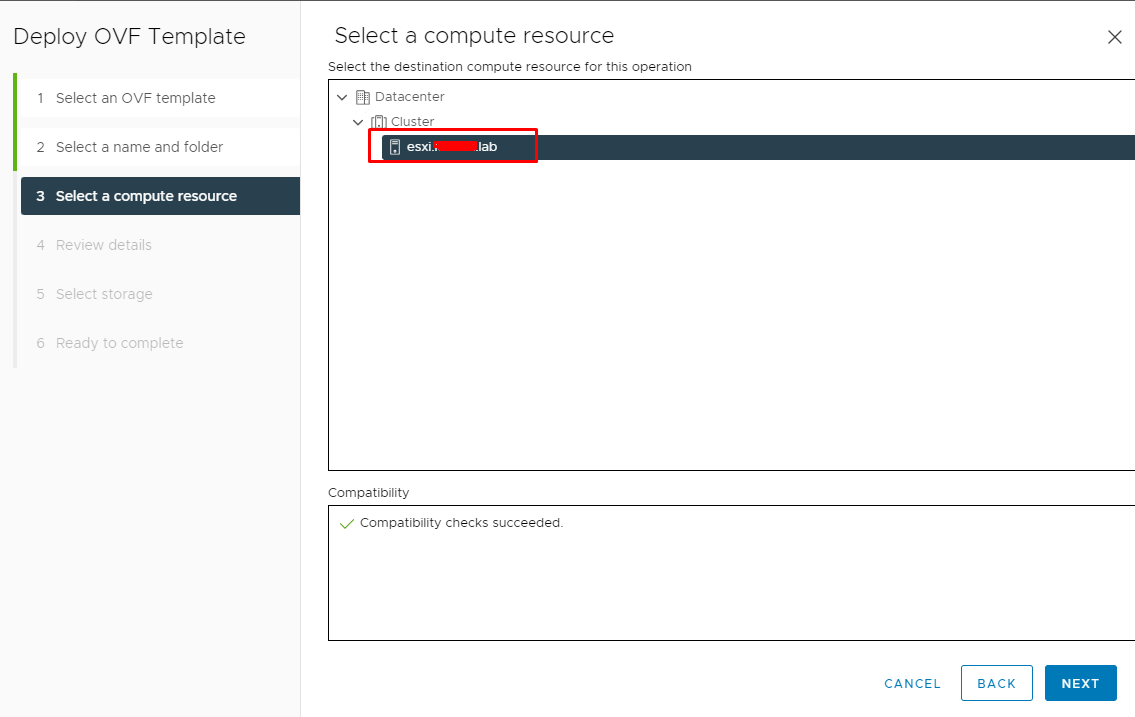 Deploy OVF Template
1 Select an OVF template
2 Select a name and folder
3 Select a compute resource
4 Review details
5 Select storage
6 Ready to complete
Select a compute resource
Select the destination compute resource for this operation
Datacenter
Cluster
esxi. .lab
Compatibility
Compatibility checks succeeded.
CANCEL
BACK
NEXT